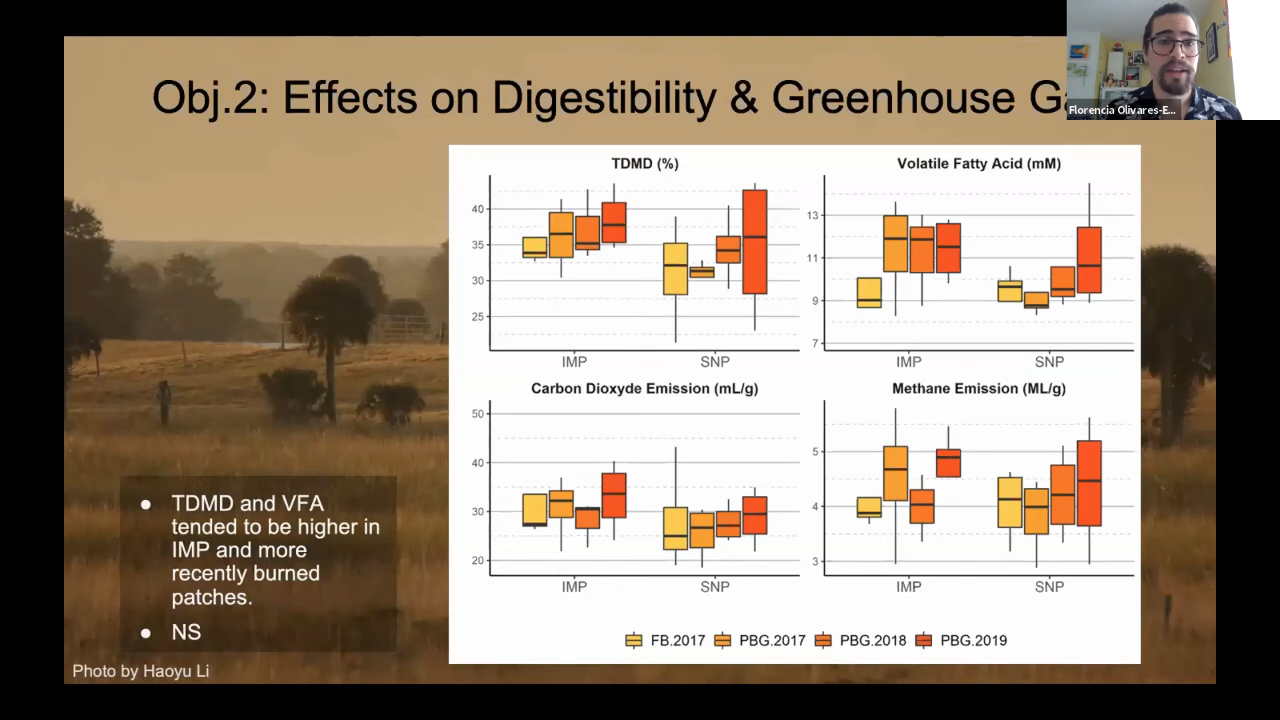 Obj.2: Effects on Digestibility & Greenhouse G
Florencia Olivares-E...
TDMD (%)
40
35
30
25
IMP
SNP
Volatile Fatty Acid (mM)
13
11
9
7
IMP
SNP
Carbon Dioxyde Emission (mL/g)
50
40
30
20
IMP
SNP
Methane Emission (ML/g)
5
4
3
IMP
SNP
FB.2017 PBG.2017 PBG.2018 PBG.2019
• TDMD and VFA
tended to be higher in
IMP and more
recently burned
patches.
• NS
Photo by Haoyu Li